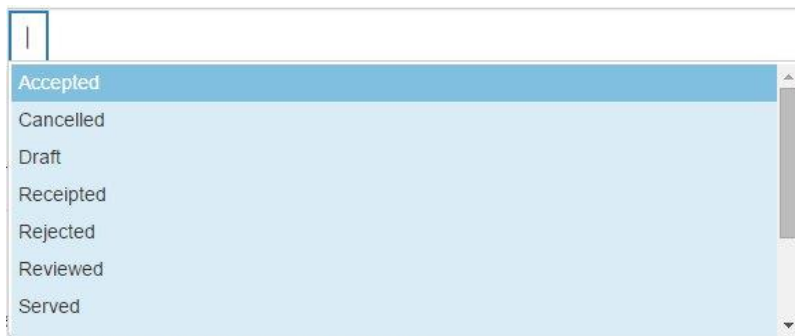 Accepted
Cancelled
Draft
Receipted
Rejected
Reviewed
Served